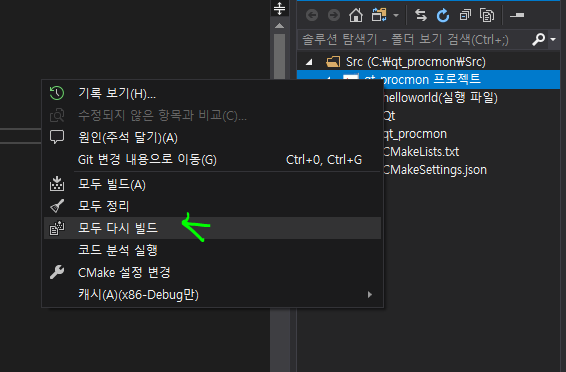 솔루션 탐색기 - 폴더 보기 검색(Ctrl+;)
Src (C:₩qt_procmon₩Src)
qt_procmon 프로젝트
helloworld(실행 파일)
Qt
qt_procmon
CMakeLists.txt
CMakeSettings.json
기록 보기(H)...
수정되지 않은 항목과 비교(C)...
원인(주석 달기)(A)
Git 변경 내용으로 이동(G) Ctrl+0, Ctrl+G
모두 빌드(A)
모두 정리
모두 다시 빌드
코드 분석 실행
CMake 설정 변경
캐시(A)(x86-Debug만)